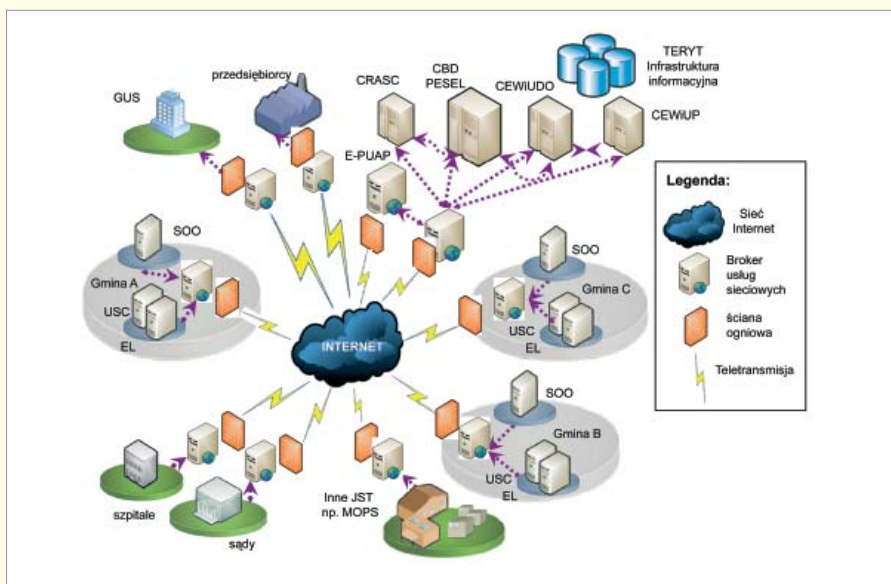 TERYT
Infrastruktura
informacyjna
CBD
PESEL
CRASC
CEWiUDO
CEWiUP
przedsiębiorcy
GUS
E-PUAP
Legenda:
Sieć
Internet
Broker
usług
sieciowych
ściana
ogniowa
Teletransmisja
SOO
Gmina A
USC
EL
SOO
Gmina C
USC
EL
INTERNET
SOO
Gmina B
USC
EL
szpitale
sądy
Inne JST
np. MOPS